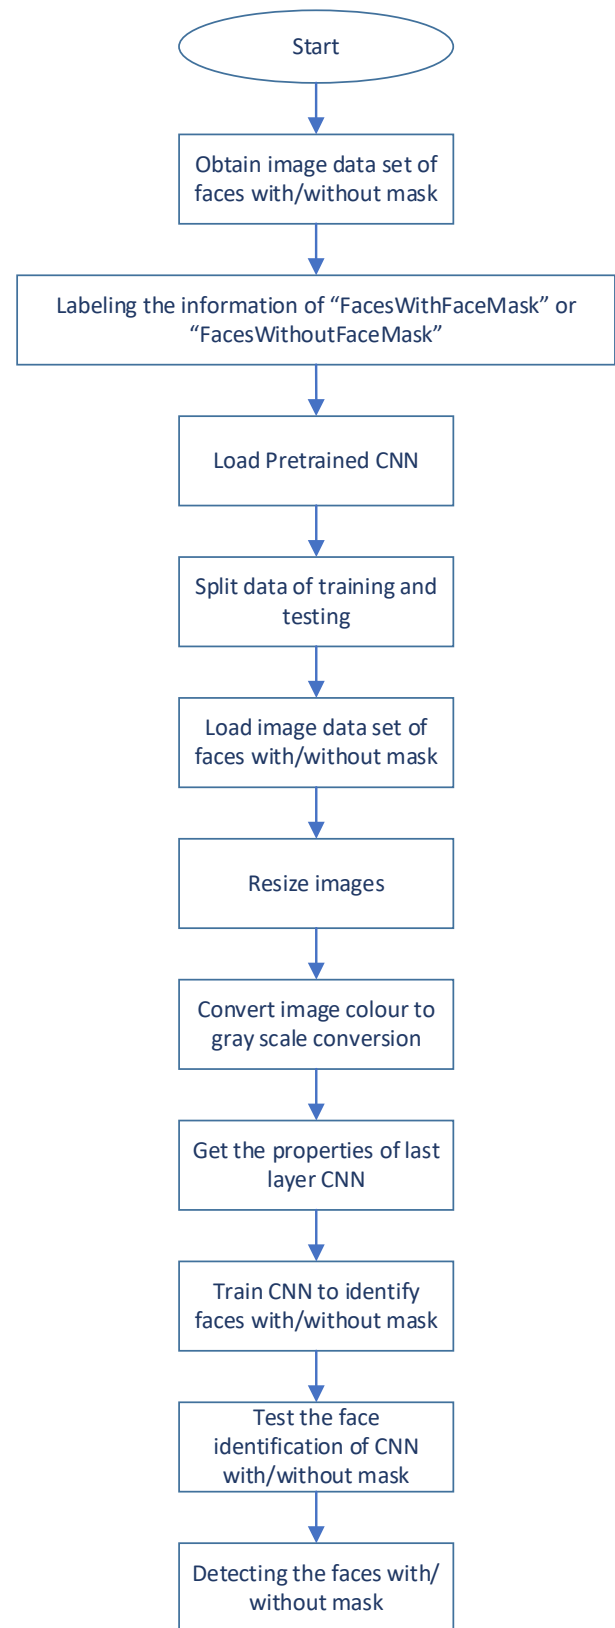 Start
Obtain image data set of
faces with/without mask
Labeling the information of “FacesWithFaceMask” or
“FacesWithoutFaceMask”
Load Pretrained CNN
Split data of training and
testing
Load image data set of
faces with/without mask
Resize images
Convert image colour to
gray scale conversion
Get the properties of last
layer CNN
Train CNN to identify
faces with/without mask
Test the face
identification of CNN
with/without mask
Detecting the faces with/
without mask